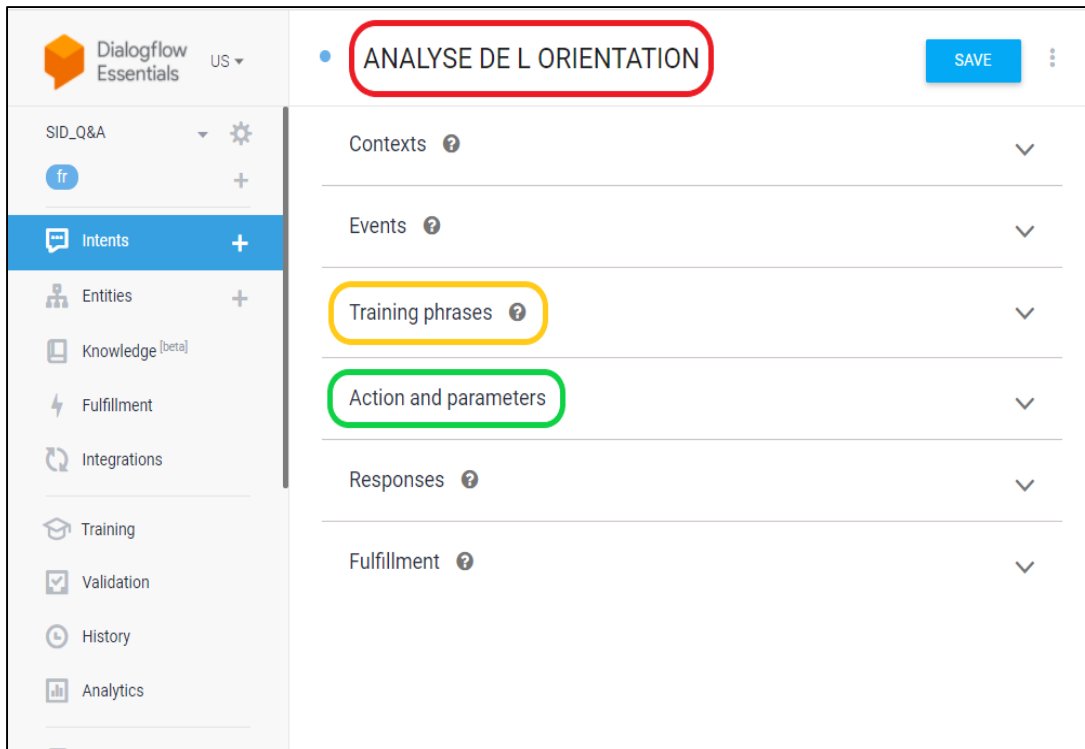 Dialogflow
Essentials
US
ANALYSE DE L ORIENTATION
SAVE
SID_Q&A
fr
Intents
Entities
Knowledge [beta]
Fulfillment
Integrations
Training
Validation
History
Analytics
Contexts
Events
Training phrases
Action and parameters
Responses
Fulfillment